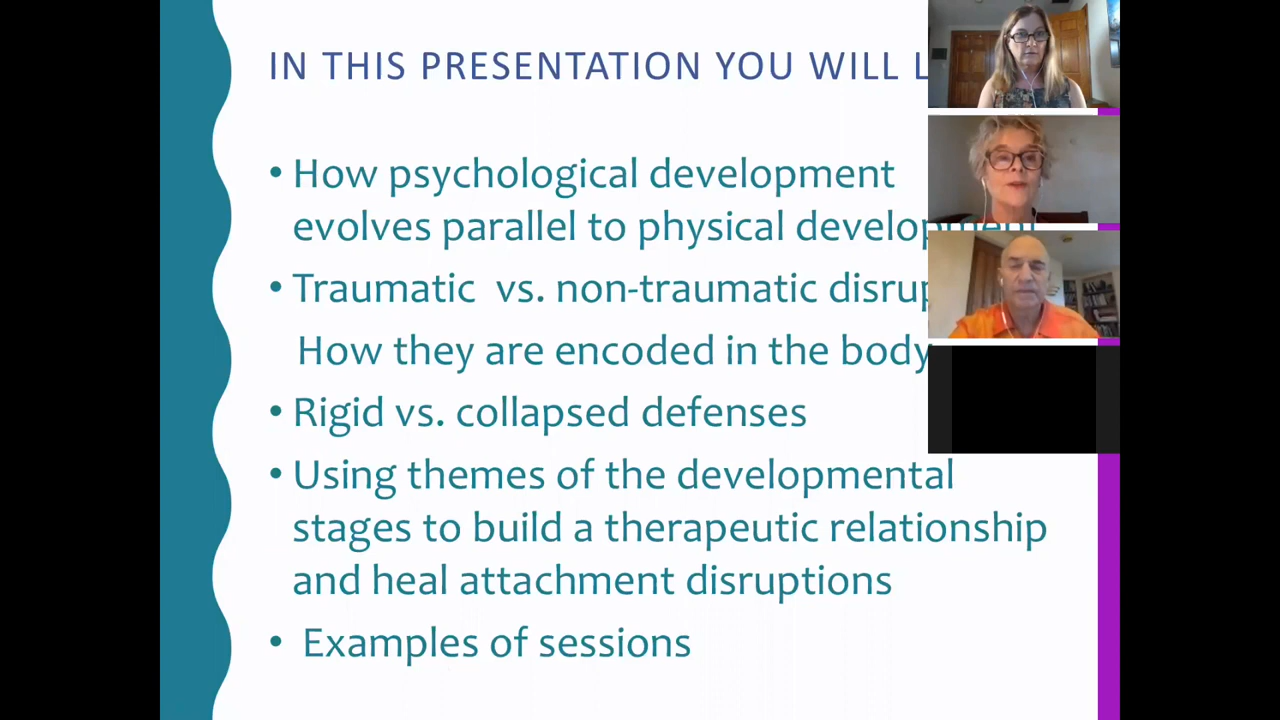 IN THIS PRESENTATION YOU WILL L
• How psychological development
evolves parallel to physical development
• Traumatic vs. non-traumatic disrup
How they are encoded in the body
• Rigid vs. collapsed defenses
• Using themes of the developmental
stages to build a therapeutic relationship
and heal attachment disruptions
• Examples of sessions